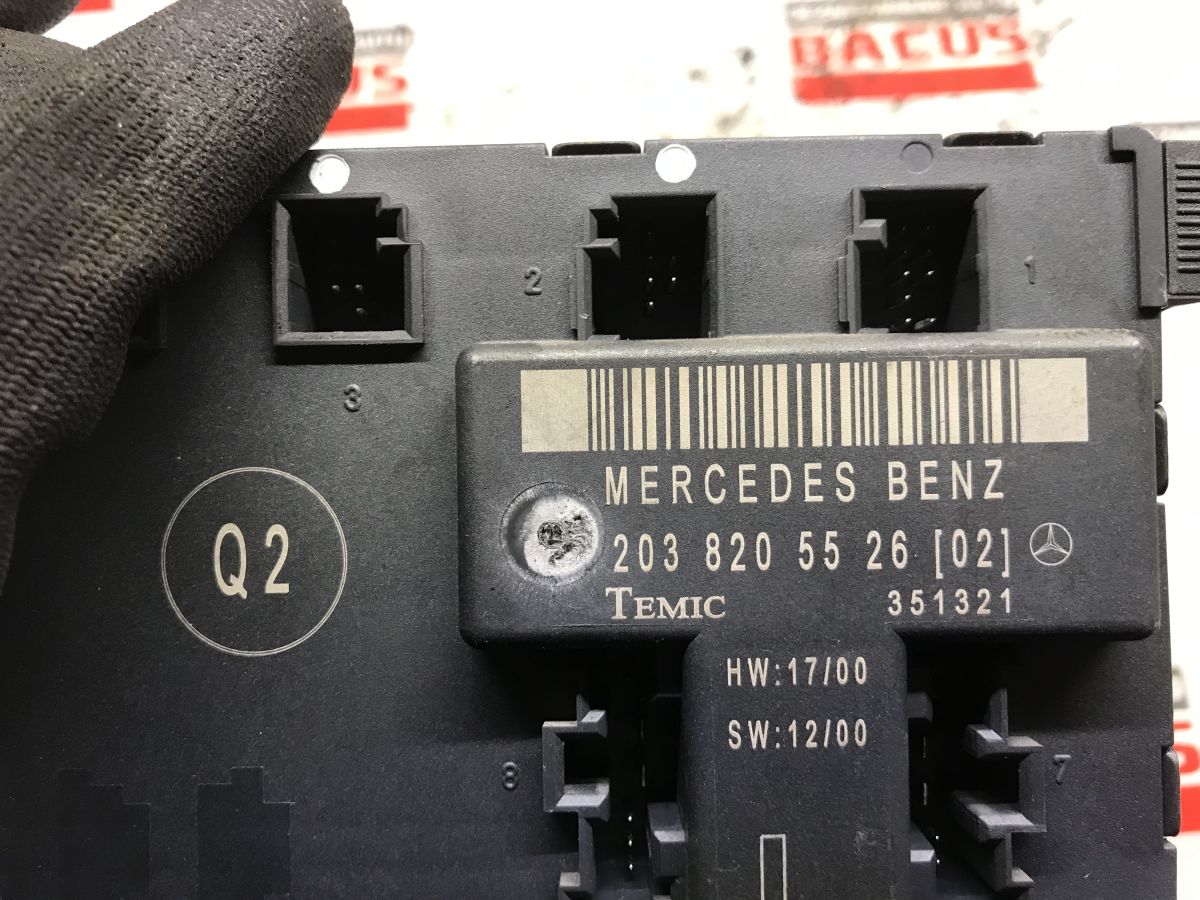 BACUS
2
1
3
MERCEDES BENZ
203 820 55 26 [02]
TEMIC 351321
Q2
HW:17/00
SW:12/00
8
7